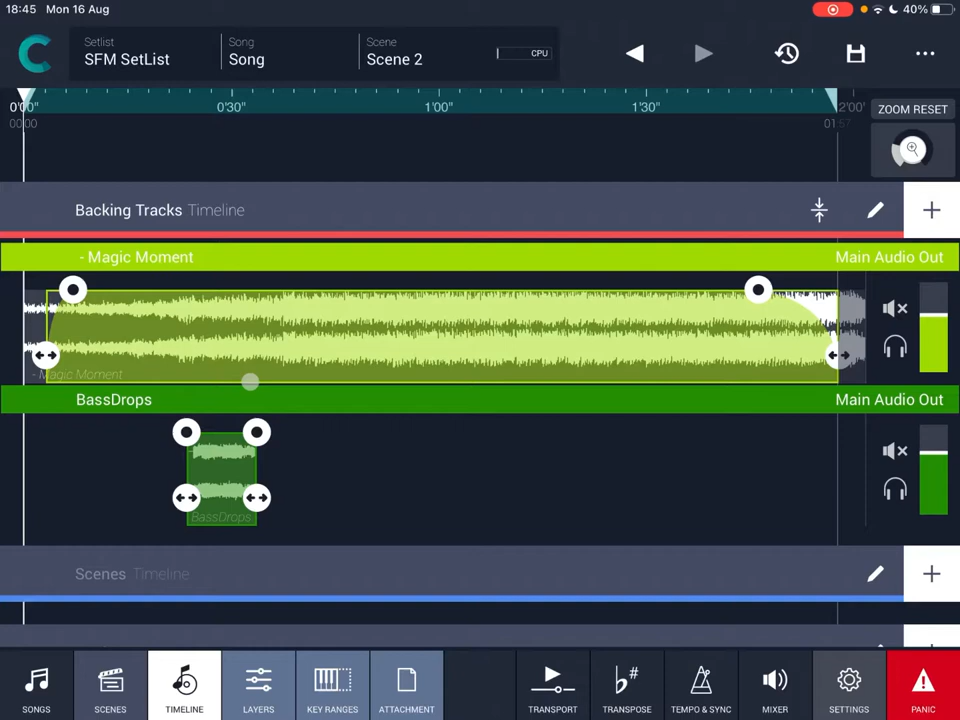 18:45 Mon 16 Aug
40%
Setlist
SFM SetList
Song
Song
Scene
Scene 2
CPU
0'00"
0'30"
1'00"
1'30"
2'00"
00:00
01:57
ZOOM RESET
Backing Tracks Timeline
- Magic Moment
Main Audio Out
- Magic Moment
BassDrops
Main Audio Out
BassDrops
Scenes Timeline
SONGS
SCENES
TIMELINE
LAYERS
KEY RANGES
ATTACHMENT
TRANSPORT
TRANSPOSE
TEMPO & SYNC
MIXER
SETTINGS
PANIC